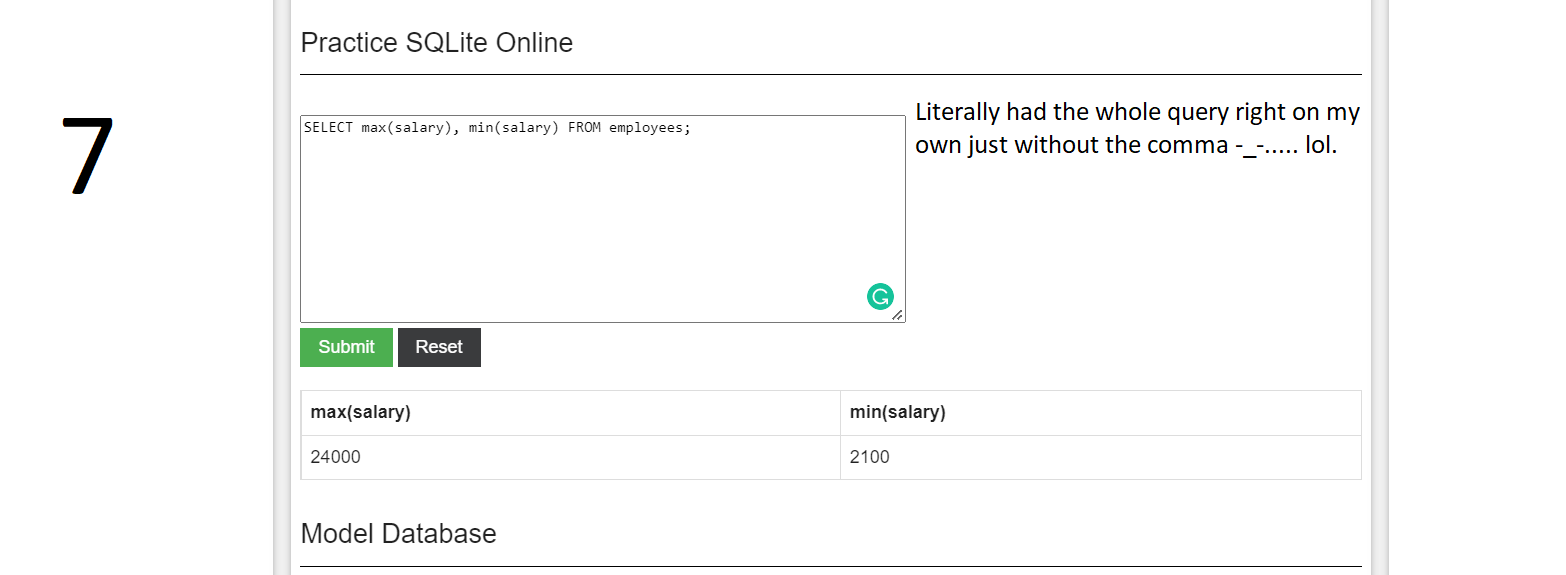 Practice SQLite Online
7
SELECT max(salary), min(salary) FROM employees;
Literally had the whole query right on my
own just without the comma -_-..... lol.
G
Submit Reset
max(salary) min(salary)
24000 2100
Model Database